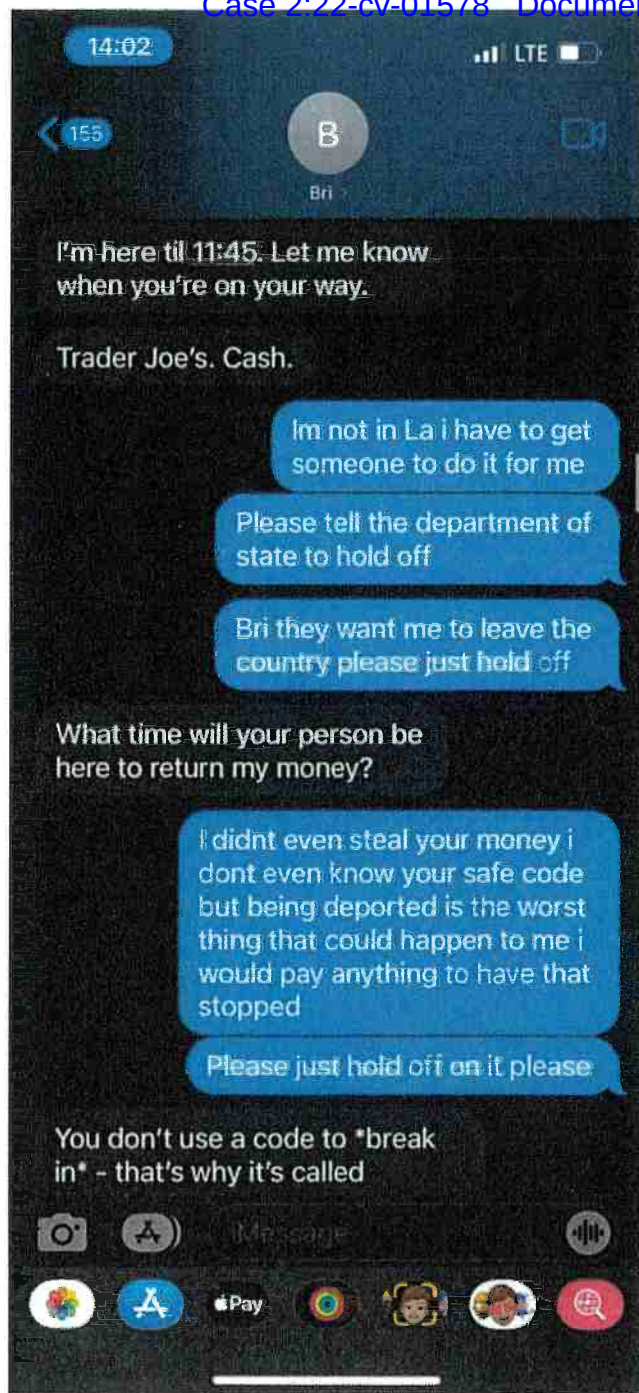 Case 2:22-cv-01578 Docume
14:02
LTE
155
B
Bri
I'm here til 11:45. Let me know
when you're on your way.
Trader Joe's. Cash.
Im not in La i have to get
someone to do it for me
Please tell the department of
state to hold off
Bri they want me to leave the
country please just hold off
What time will your person be
here to return my money?
I didnt even steal your money i
dont even know your safe code
but being deported is the worst
thing that could happen to me i
would pay anything to have that
stopped
Please just hold off on it please
You don't use a code to *break
in* - that's why it's called
iMessage
Pay